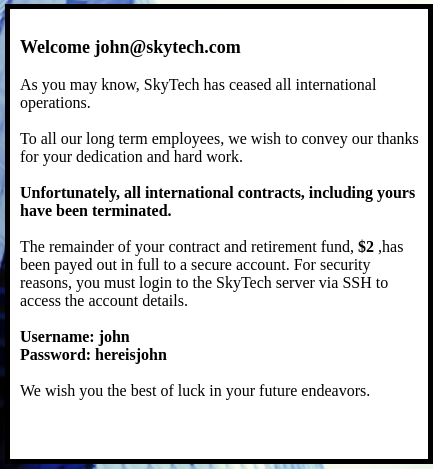 Welcome john@skytech.com
As you may know, SkyTech has ceased all international
operations.
To all our long term employees, we wish to convey our thanks
for your dedication and hard work.
Unfortunately, all international contracts, including yours
have been terminated.
The remainder of your contract and retirement fund, $2 ,has
been payed out in full to a secure account. For security
reasons, you must login to the SkyTech server via SSH to
access the account details.
Username: john
Password: hereisjohn
We wish you the best of luck in your future endeavors.